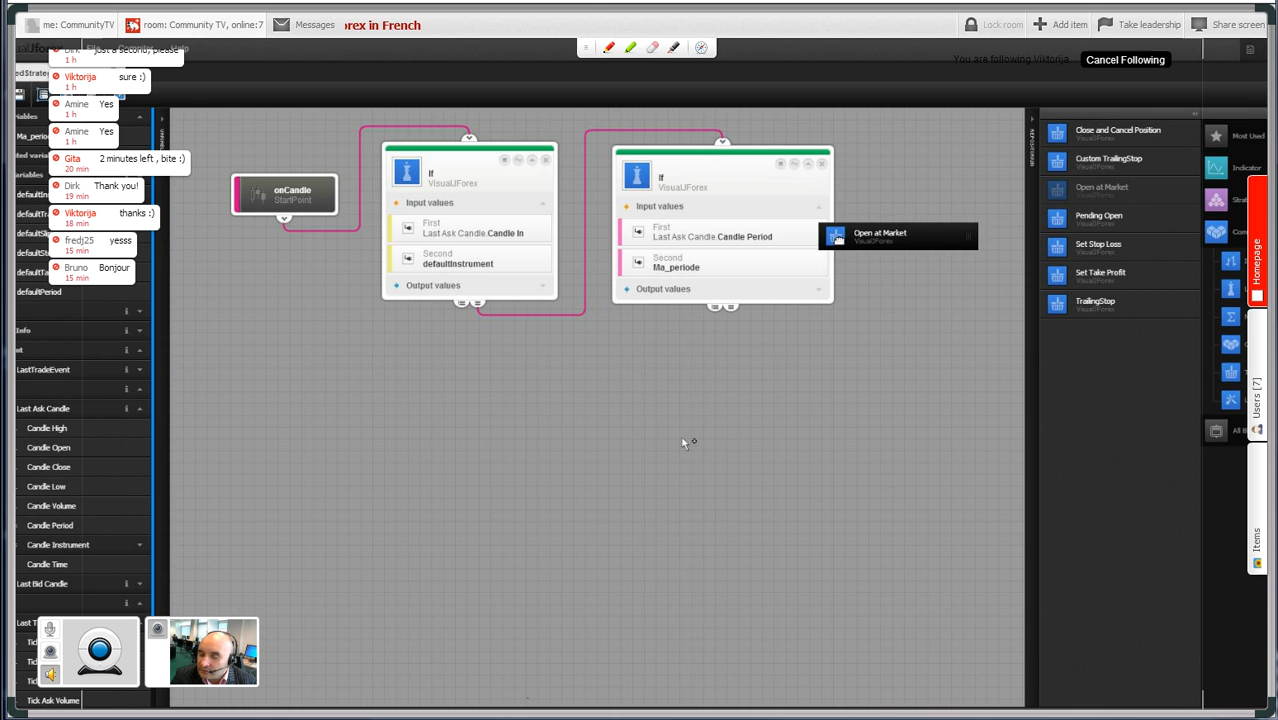 me: CommunityTV
room: Community TV, online:7
Messages
orex in French
Lock room
Add item
Take leadership
Share screen
You are following Viktorija
Cancel Following
File
Compiler
Help
Dirk just a second, please
1 h
Viktorija sure :)
1 h
Amine Yes
1 h
Amine Yes
1 h
Gita 2 minutes left , bite :)
20 min
Dirk Thank you!
19 min
Viktorija thanks :)
18 min
fredj25 yesss
15 min
Bruno Bonjour
15 min
Ma_perio
defaultPeriod
Info
LastTradeEvent
Last Ask Candle
Candle High
Candle Open
Candle Close
Candle Low
Candle Volume
Candle Period
Candle Instrument
Candle Time
Last Bid Candle
Last T
Tick Ask Volume
onCandle
StartPoint
If
VisualJForex
Input values
First
Last Ask Candle.Candle In
Second
defaultInstrument
Output values
If
VisualJForex
Input values
First
Last Ask Candle.Candle Period
Second
Ma_periode
Output values
Open at Market
VisualJForex
Close and Cancel Position
VisualJForex
Custom TrailingStop
VisualJForex
Open at Market
VisualJForex
Pending Open
VisualJForex
Set Stop Loss
VisualJForex
Set Take Profit
VisualJForex
TrailingStop
VisualJForex
Most Used
Indicator
All B
Homepage
Users [7]
Items